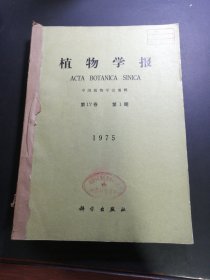 植物学报
ACTA BOTANICA SINICA
中国植物学会编辑
第17卷 第1期
1975
科学出版社